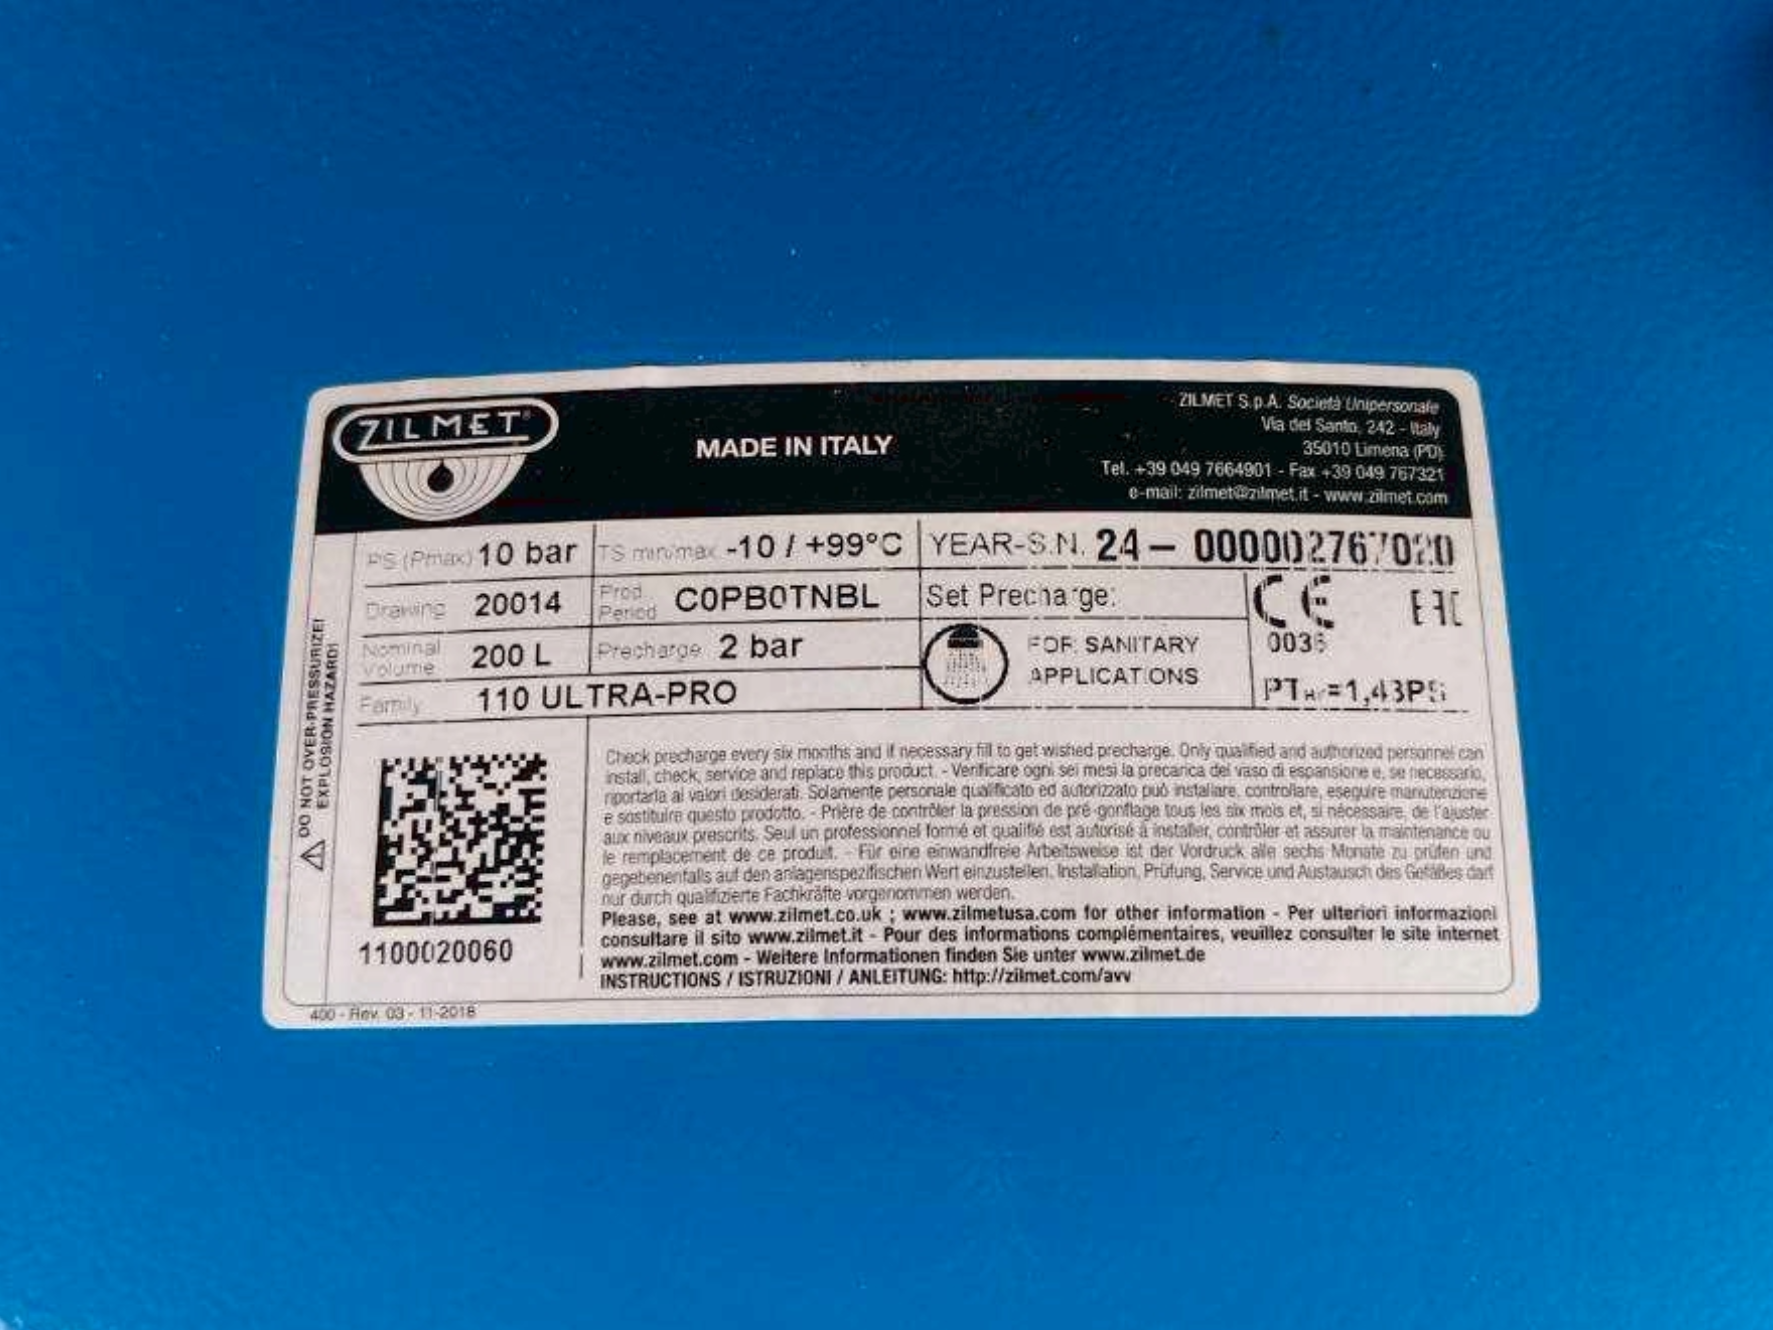 ZILMET
MADE IN ITALY
ZILMET S.p.A. Società Unipersonale
Via del Santo, 242 - Italy
35010 Limena (PD)
Tel. +39 049 7664901 - Fax +39 049 767321
e-mail: zilmet@zilmet.it - www.zilmet.com
PS (Pmax) 10 bar
TS min/max -10 / +99°C
YEAR-S.N. 24 - 000002767020
Drawing 20014
Prod. Period C0PB0TNBL
Set Precharge:
CE EAC
Nominal Volume 200 L
Precharge 2 bar
FOR SANITARY
APPLICATIONS
0036
Family 110 ULTRA-PRO
=1,43PS
DO NOT OVER-PRESSURIZE!
EXPLOSION HAZARD!
1100020060
Check precharge every six months and if necessary fill to get wished precharge. Only qualified and authorized personnel can
install, check, service and replace this product. - Verificare ogni sei mesi la precarica del vaso di espansione e, se necessario,
riportarla ai valori desiderati. Solamente personale qualificato ed autorizzato può installare, controllare, eseguire manutenzione
e sostituire questo prodotto. - Prière de contrôler la pression de pré-gonflage tous les six mois et, si nécessaire, de l'ajuster
aux niveaux prescrits. Seul un professionnel formé et qualifié est autorisé à installer, contrôler et assurer la maintenance ou
le remplacement de ce produit. - Für eine einwandfreie Arbeitsweise ist der Vordruck alle sechs Monate zu prüfen und
gegebenenfalls auf den anlagenspezifischen Wert einzustellen. Installation, Prüfung, Service und Austausch des Gefäßes darf
nur durch qualifizierte Fachkräfte vorgenommen werden.
Please, see at www.zilmet.co.uk ; www.zilmetusa.com for other information - Per ulteriori informazioni
consultare il sito www.zilmet.it - Pour des informations complémentaires, veuillez consulter le site internet
www.zilmet.com - Weitere Informationen finden Sie unter www.zilmet.de
INSTRUCTIONS / ISTRUZIONI / ANLEITUNG: http://zilmet.com/avv
400 - Rev. 03 - 11-2018